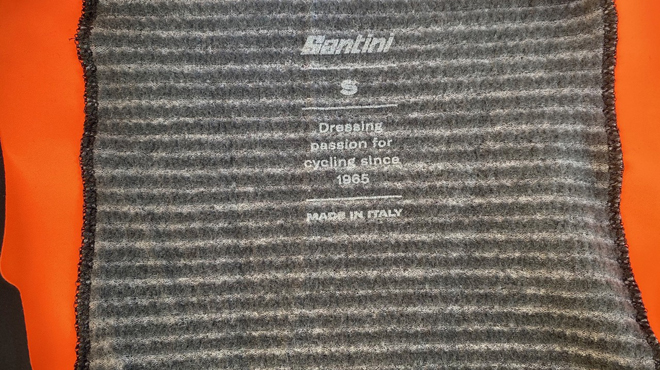 Santini
S
Dressing
passion for
cycling since
1965
MADE IN ITALY